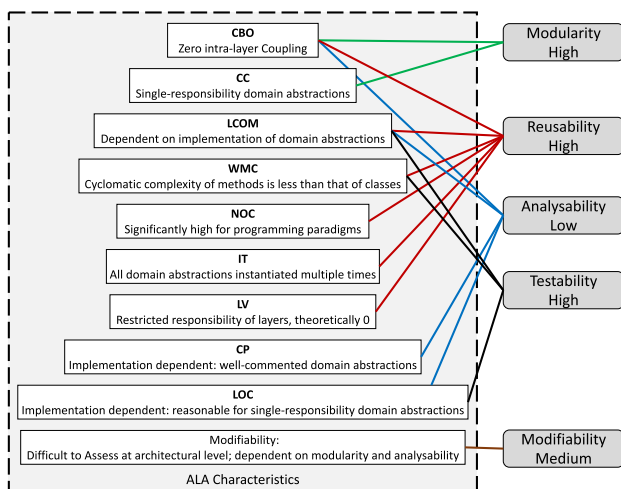 CBO
Zero intra-layer Coupling
CC
Single-responsibility domain abstractions
LCOM
Dependent on implementation of domain abstractions
WMC
Cyclomatic complexity of methods is less than that of classes
NOC
Significantly high for programming paradigms
IT
All domain abstractions instantiated multiple times
LV
Restricted responsibility of layers, theoretically 0
CP
Implementation dependent: well-commented domain abstractions
LOC
Implementation dependent: reasonable for single-responsibility domain abstractions
Modifiability:
Difficult to Assess at architectural level; dependent on modularity and analysability
ALA Characteristics
Modularity
High
Reusability
High
Analysability
Low
Testability
High
Modifiability
Medium